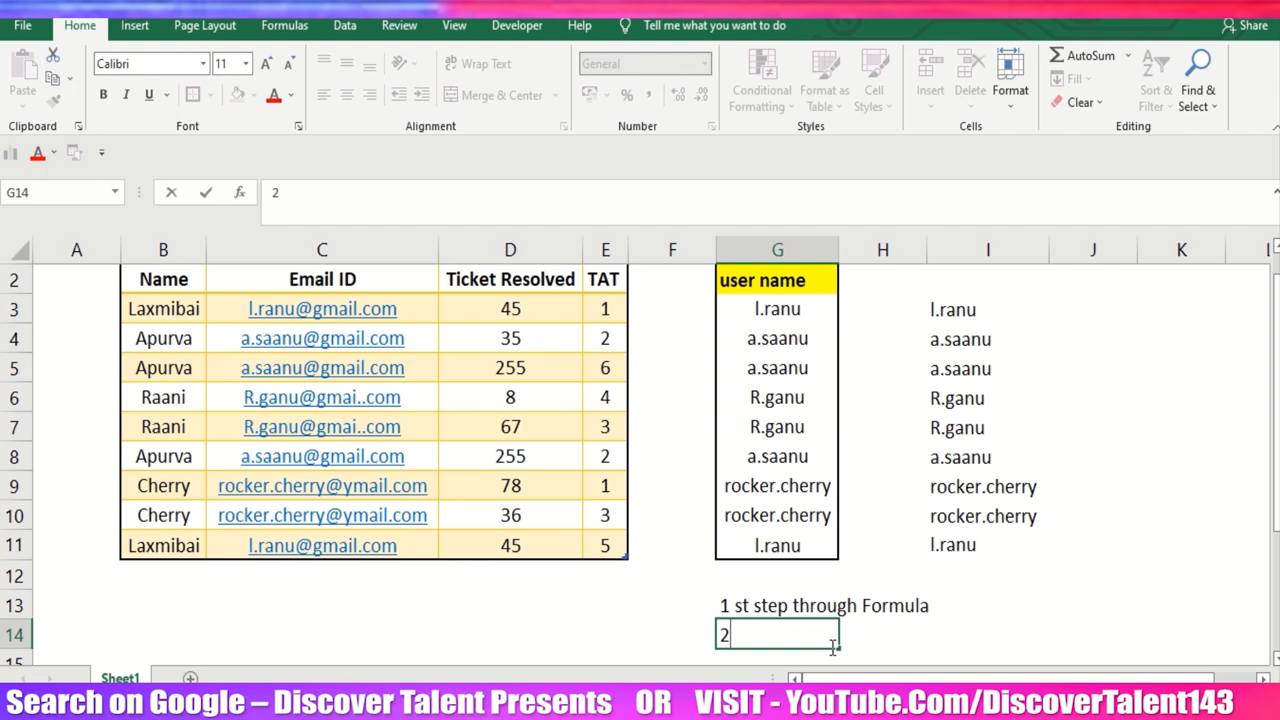 File Home Insert Page Layout Formulas Data Review View Developer Help Tell me what you want to do Share
Paste Calibri 11 A A Wrap Text General Conditional Formatting Format as Table Cell Styles Insert Delete Format AutoSum Sort & Filter Find & Select
B I U A Merge & Center % , Fill Clear
Clipboard Font Alignment Number Styles Cells Editing
G14 fx 2
A B C D E F G H I J K L
2 Name Email ID Ticket Resolved TAT user name
3 Laxmibai l.ranu@gmail.com 45 1 l.ranu l.ranu
4 Apurva a.saanu@gmail.com 35 2 a.saanu a.saanu
5 Apurva a.saanu@gmail.com 255 6 a.saanu a.saanu
6 Raani R.ganu@gmai..com 8 4 R.ganu R.ganu
7 Raani R.ganu@gmai..com 67 3 R.ganu R.ganu
8 Apurva a.saanu@gmail.com 255 2 a.saanu a.saanu
9 Cherry rocker.cherry@ymail.com 78 1 rocker.cherry rocker.cherry
10 Cherry rocker.cherry@ymail.com 36 3 rocker.cherry rocker.cherry
11 Laxmibai l.ranu@gmail.com 45 5 l.ranu l.ranu
12
13 1 st step through Formula
14 2
15
Sheet1
Search on Google – Discover Talent Presents OR VISIT - YouTube.Com/DiscoverTalent143